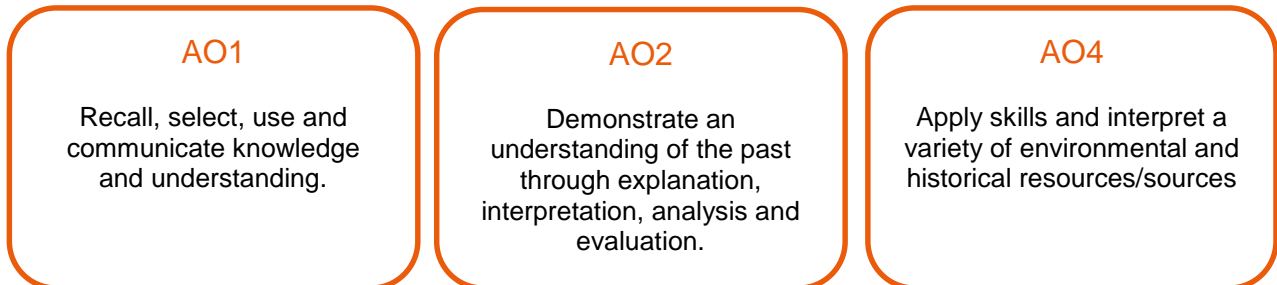 AO1
Recall, select, use and
communicate knowledge
and understanding.
AO2
Demonstrate an
understanding of the past
through explanation,
interpretation, analysis and
evaluation.
AO4
Apply skills and interpret a
variety of environmental and
historical resources/sources